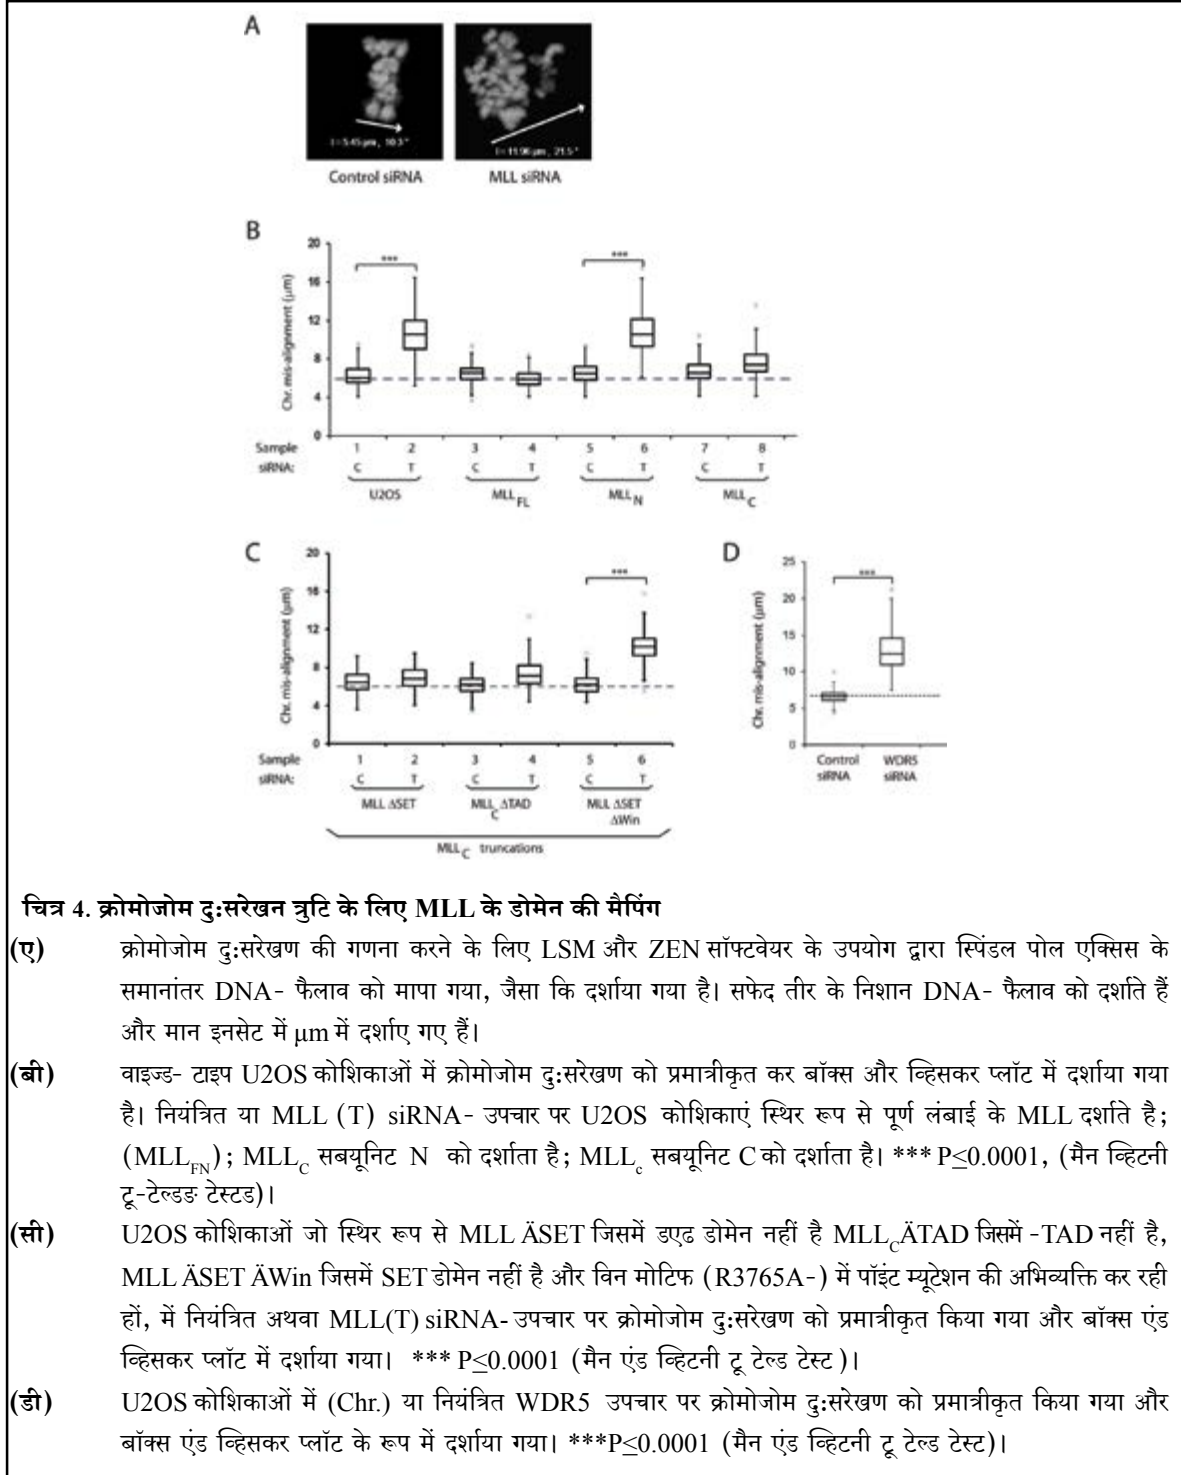 A
l = 5.45 µm, 10.3°
l = 11.96 µm, 21.5°
Control siRNA MLL siRNA
B
20
16
12
8
4
0
Chr. mis-alignment (µm)
*** ***
Sample 1 2 3 4 5 6 7 8
siRNA: C T C T C T C T
U2OS MLL FL MLL N MLL C
C
20
16
12
8
4
0
Chr. mis-alignment (µm)
***
Sample 1 2 3 4 5 6
siRNA: C T C T C T
MLL ΔSET MLL C ΔTAD MLL ΔSET
ΔWin
MLL C truncations
D
25
20
15
10
5
0
Chr. mis-alignment (µm)
***
Control WDR5
siRNA siRNA
चित्र 4. क्रोमोजोम दु:सरेखन त्रुटि के लिए MLL के डोमेन की मैपिंग
(ए) क्रोमोजोम दु:सरेखण की गणना करने के लिए LSM और ZEN सॉफ्टवेयर के उपयोग द्वारा स्पिंडल पोल एक्सिस के
समानांतर DNA- फैलाव को मापा गया, जैसा कि दर्शाया गया है। सफेद तीर के निशान DNA- फैलाव को दर्शाते हैं
और मान इनसेट में µm में दर्शाए गए हैं।
(बी) वाइज्ड- टाइप U2OS कोशिकाओं में क्रोमोजोम दु:सरेखण को प्रमात्रीकृत कर बॉक्स और व्हिसकर प्लॉट में दर्शाया गया
है। नियंत्रित या MLL (T) siRNA- उपचार पर U2OS कोशिकाएं स्थिर रूप से पूर्ण लंबाई के MLL दर्शाते है;
(MLL FN); MLL C सबयूनिट N को दर्शाता है; MLL c सबयूनिट C को दर्शाता है। *** P≤0.0001, (मैन व्हिटनी
टू-टेल्डङ टेस्टड)।
(सी) U2OS कोशिकाओं जो स्थिर रूप से MLL ÄSET जिसमें डएढ डोमेन नहीं है MLL C ÄTAD जिसमें -TAD नहीं है,
MLL ÄSET ÄWin जिसमें SET डोमेन नहीं है और विन मोटिफ (R3765A-) में पॉइंट म्यूटेशन की अभिव्यक्ति कर रही
हों, में नियंत्रित अथवा MLL(T) siRNA- उपचार पर क्रोमोजोम दु:सरेखण को प्रमात्रीकृत किया गया और बॉक्स एंड
व्हिसकर प्लॉट में दर्शाया गया। *** P≤0.0001 (मैन एंड व्हिटनी टू टेल्ड टेस्ट )।
(डी) U2OS कोशिकाओं में (Chr.) या नियंत्रित WDR5 उपचार पर क्रोमोजोम दु:सरेखण को प्रमात्रीकृत किया गया और
बॉक्स एंड व्हिसकर प्लॉट के रूप में दर्शाया गया। ***P≤0.0001 (मैन एंड व्हिटनी टू टेल्ड टेस्ट)।